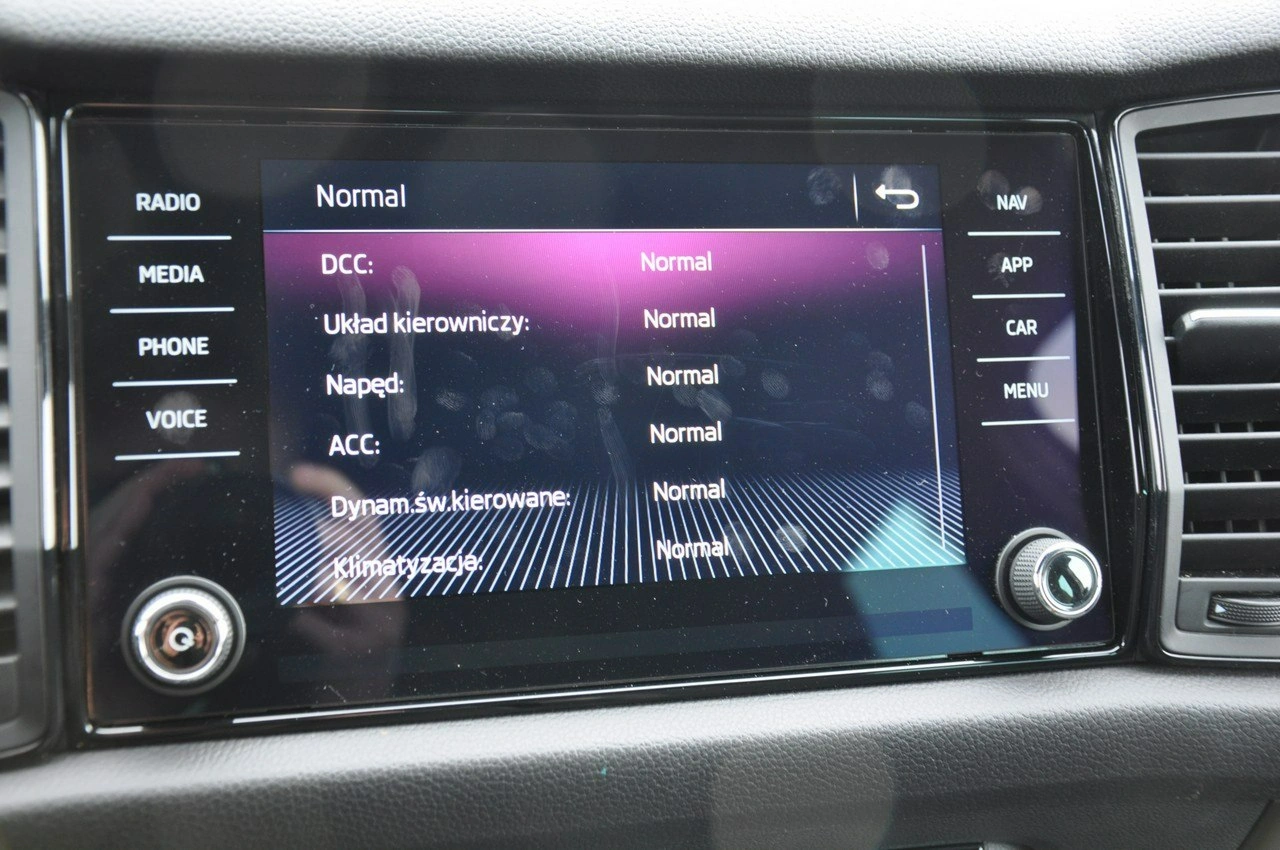 Normal
RADIO
MEDIA
PHONE
VOICE
DCC: Normal
Układ kierowniczy: Normal
Napęd: Normal
ACC: Normal
Dynam.św.kierowane: Normal
Klimatyzacja: Normal
NAV
APP
CAR
MENU